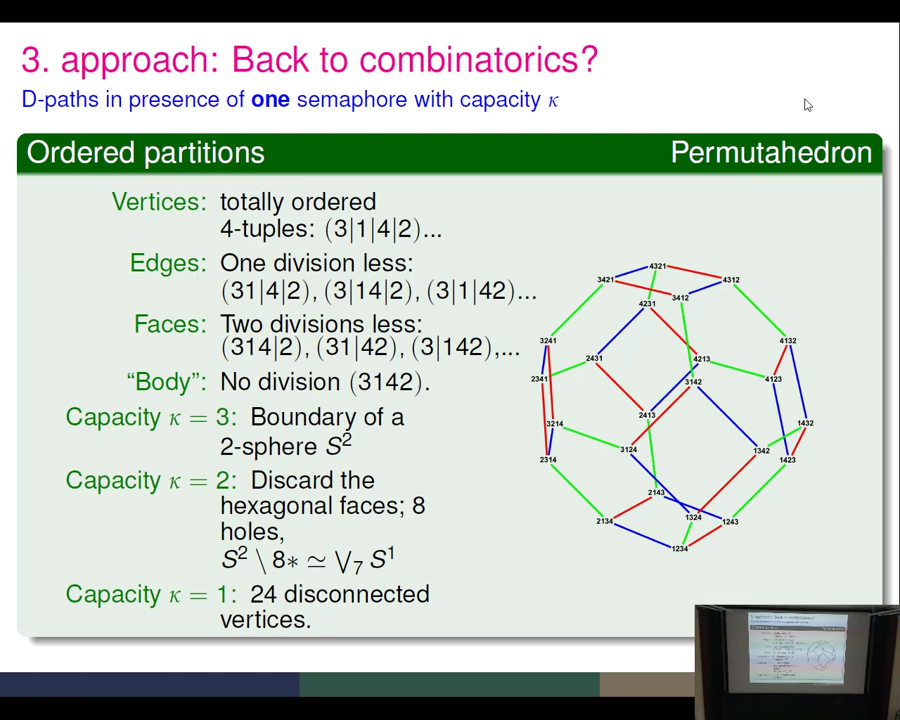 3. approach: Back to combinatorics?
D-paths in presence of one semaphore with capacity κ
Ordered partitions
Permutahedron
Vertices: totally ordered
4-tuples: (3|1|4|2)...
Edges: One division less:
(31|4|2), (3|14|2), (3|1|42)...
Faces: Two divisions less:
(314|2), (31|42), (3|142),...
“Body”: No division (3142).
Capacity κ = 3: Boundary of a
2-sphere S²
Capacity κ = 2: Discard the
hexagonal faces; 8
holes,
S² \ 8∗ ≃ ⋁₇ S¹
Capacity κ = 1: 24 disconnected
vertices.
4321
3421
4312
3412
4231
3241
4132
2431
4213
2341
4123
3142
2413
3214
1432
3124
1342
2314
1423
2143
1324
2134
1243
1234